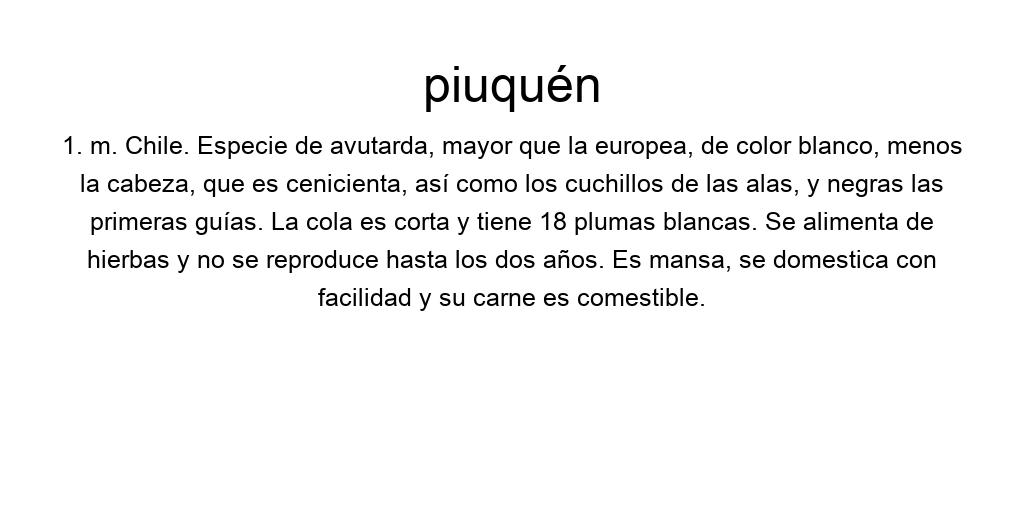 piuquén
1. m. Chile. Especie de avutarda, mayor que la europea, de color blanco, menos
la cabeza, que es cenicienta, así como los cuchillos de las alas, y negras las
primeras guías. La cola es corta y tiene 18 plumas blancas. Se alimenta de
hierbas y no se reproduce hasta los dos años. Es mansa, se domestica con
facilidad y su carne es comestible.